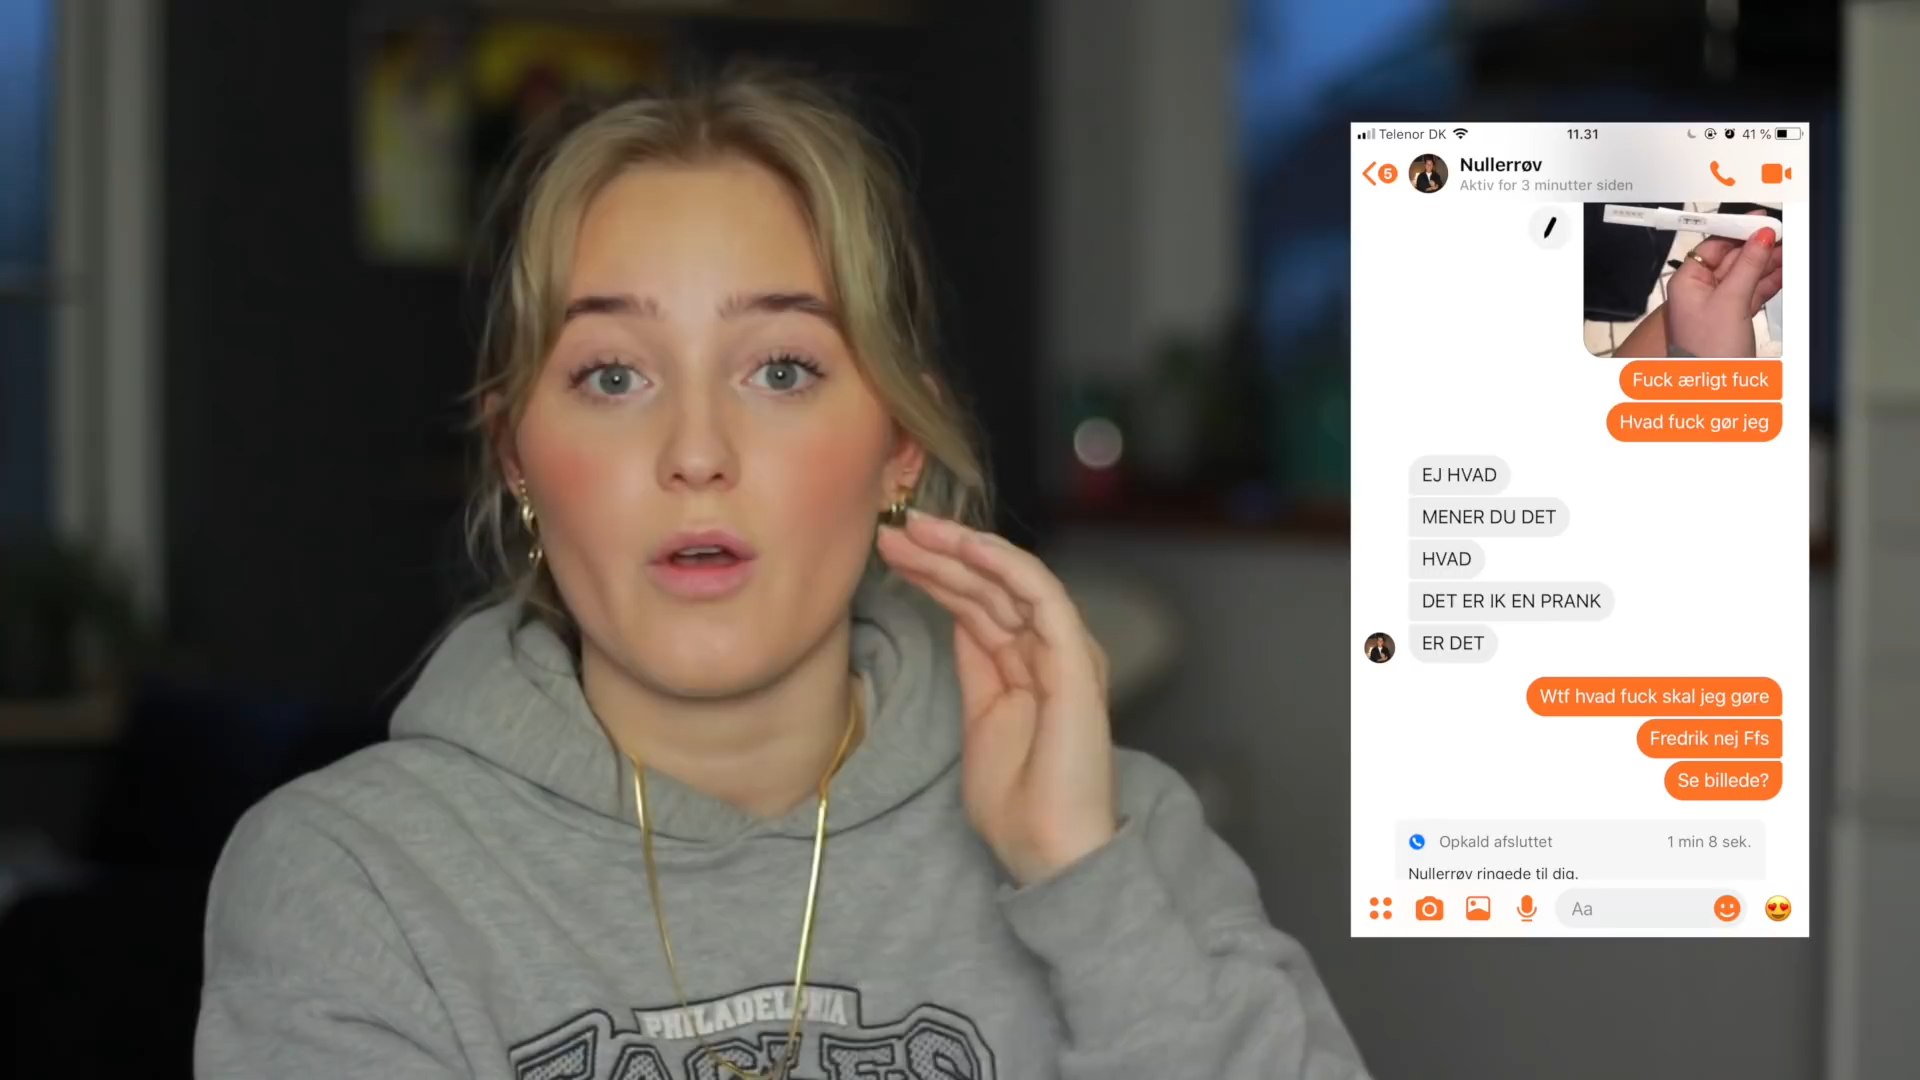 Telenor DK
11.31
41 %
5
Nullerrøv
Aktiv for 3 minutter siden
Fuck ærligt fuck
Hvad fuck gør jeg
EJ HVAD
MENER DU DET
HVAD
DET ER IK EN PRANK
ER DET
Wtf hvad fuck skal jeg gøre
Fredrik nej Ffs
Se billede?
Opkald afsluttet
1 min 8 sek.
Nullerrøv ringede til dig.
Aa
PHILADELPHIA
EAGLES